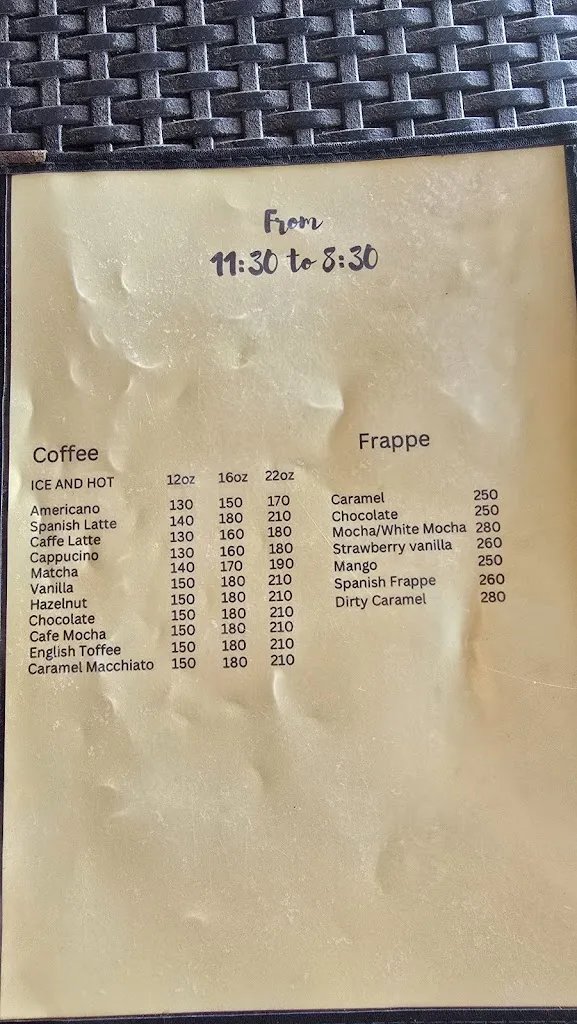 From
11:30 to 8:30
Coffee
ICE AND HOT 12oz 16oz 22oz
Americano 130 150 170
Spanish Latte 140 180 210
Caffe Latte 130 160 180
Cappucino 130 160 180
Matcha 140 170 190
Vanilla 150 180 210
Hazelnut 150 180 210
Chocolate 150 180 210
Cafe Mocha 150 180 210
English Toffee 150 180 210
Caramel Macchiato 150 180 210
Frappe
Caramel 250
Chocolate 250
Mocha/White Mocha 280
Strawberry vanilla 260
Mango 250
Spanish Frappe 260
Dirty Caramel 280